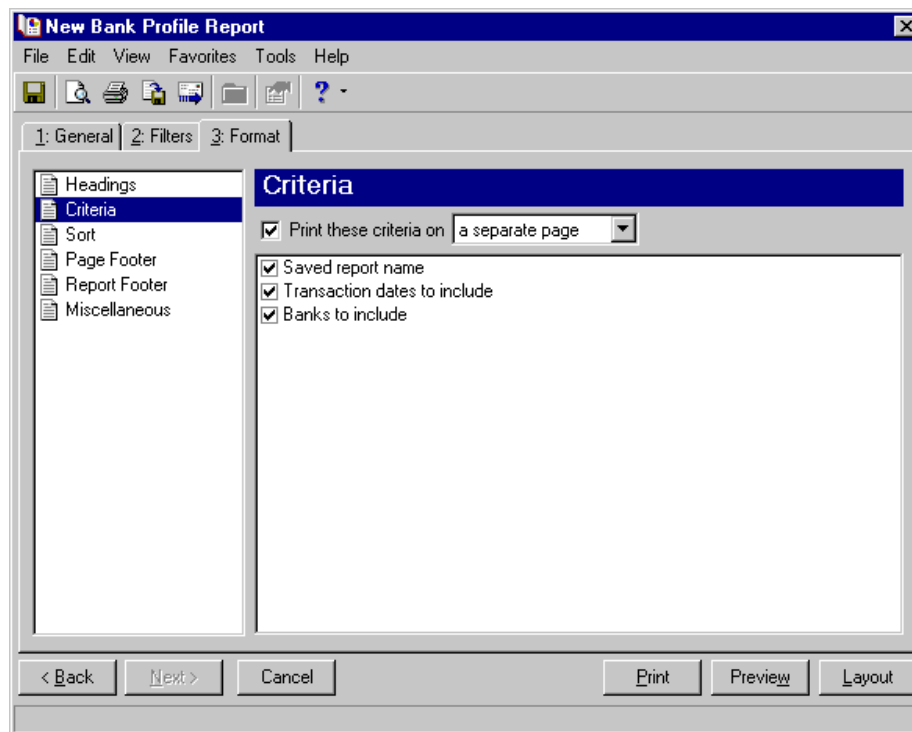 New Bank Profile Report
File Edit View Favorites Tools Help
?
1: General 2: Filters 3: Format
Headings
Criteria
Sort
Page Footer
Report Footer
Miscellaneous
Criteria
Print these criteria on a separate page
Saved report name
Transaction dates to include
Banks to include
< Back Next > Cancel Print Preview Layout